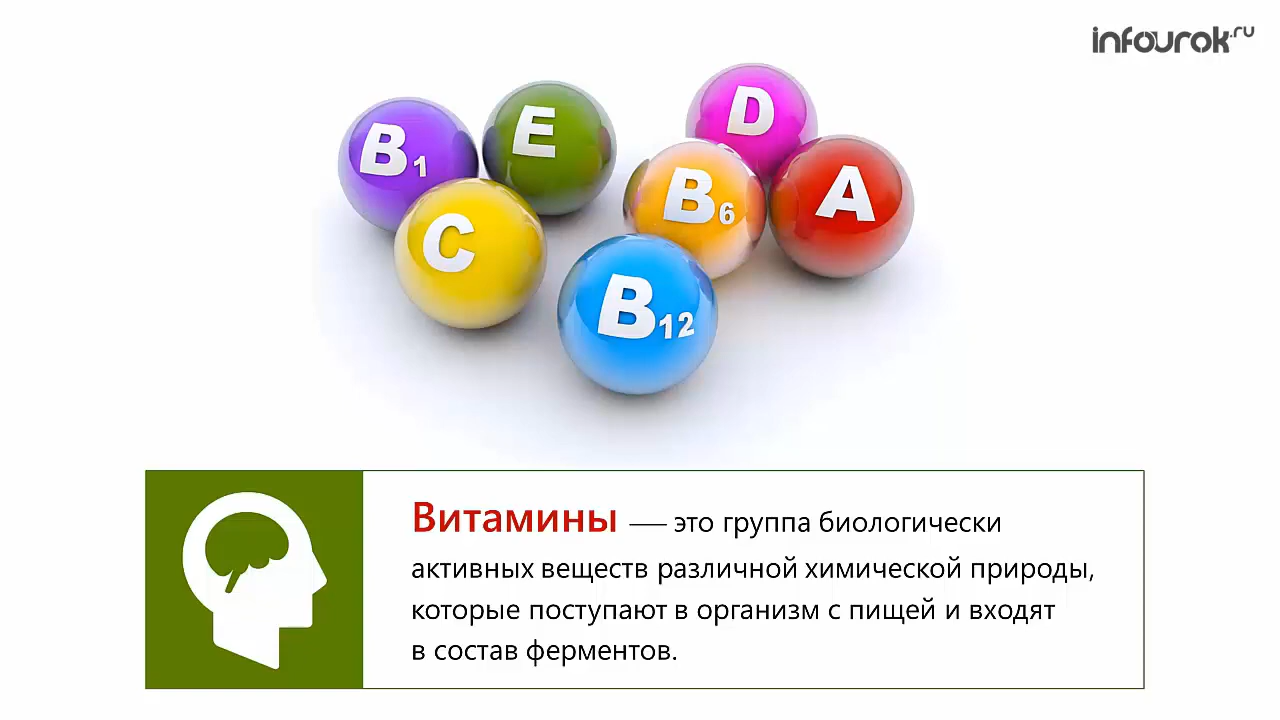 infourok.ru
B1
E
D
C
B6
A
B12
Витамины — это группа биологически
активных веществ различной химической природы,
которые поступают в организм с пищей и входят
в состав ферментов.